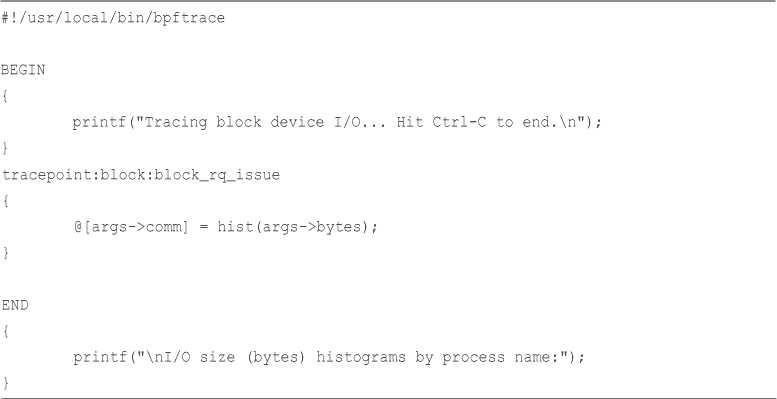 #!/usr/local/bin/bpftrace
BEGIN
{
printf("Tracing block device I/O... Hit Ctrl-C to end.\n");
}
tracepoint:block:block_rq_issue
{
@[args->comm] = hist(args->bytes);
}
END
{
printf("\nI/O size (bytes) histograms by process name:");
}